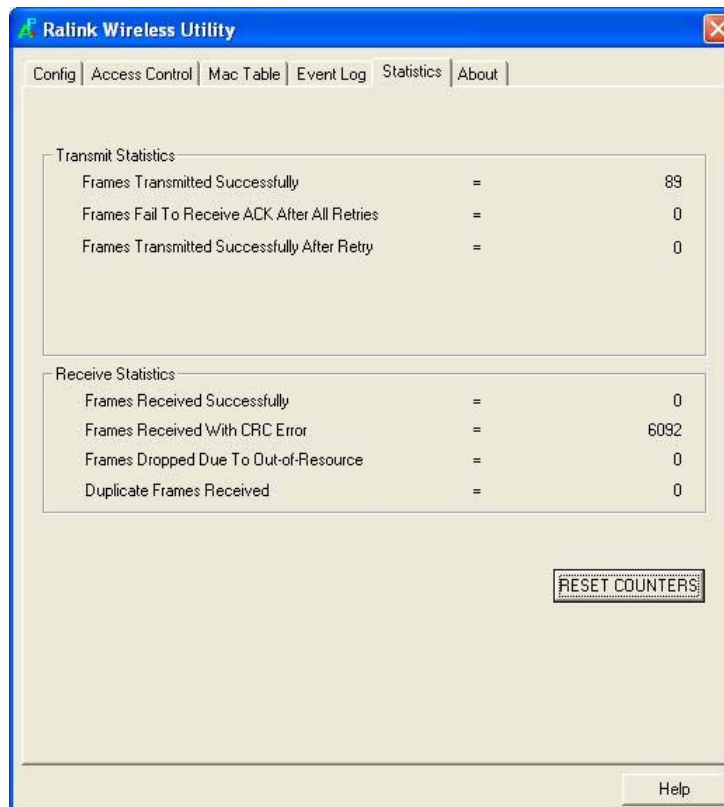 Ralink Wireless Utility
Config Access Control Mac Table Event Log Statistics About
Transmit Statistics
Frames Transmitted Successfully = 89
Frames Fail To Receive ACK After All Retries = 0
Frames Transmitted Successfully After Retry = 0
Receive Statistics
Frames Received Successfully = 0
Frames Received With CRC Error = 6092
Frames Dropped Due To Out-of-Resource = 0
Duplicate Frames Received = 0
RESET COUNTERS
Help